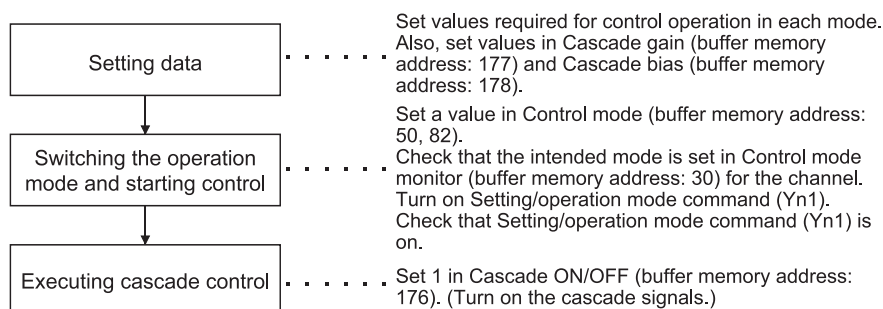 Setting data
Set values required for control operation in each mode.
Also, set values in Cascade gain (buffer memory
address: 177) and Cascade bias (buffer memory
address: 178).
Switching the operation
mode and starting control
Set a value in Control mode (buffer memory address:
50, 82).
Check that the intended mode is set in Control mode
monitor (buffer memory address: 30) for the channel.
Turn on Setting/operation mode command (Yn1).
Check that Setting/operation mode command (Yn1) is
on.
Executing cascade control
Set 1 in Cascade ON/OFF (buffer memory address:
176). (Turn on the cascade signals.)